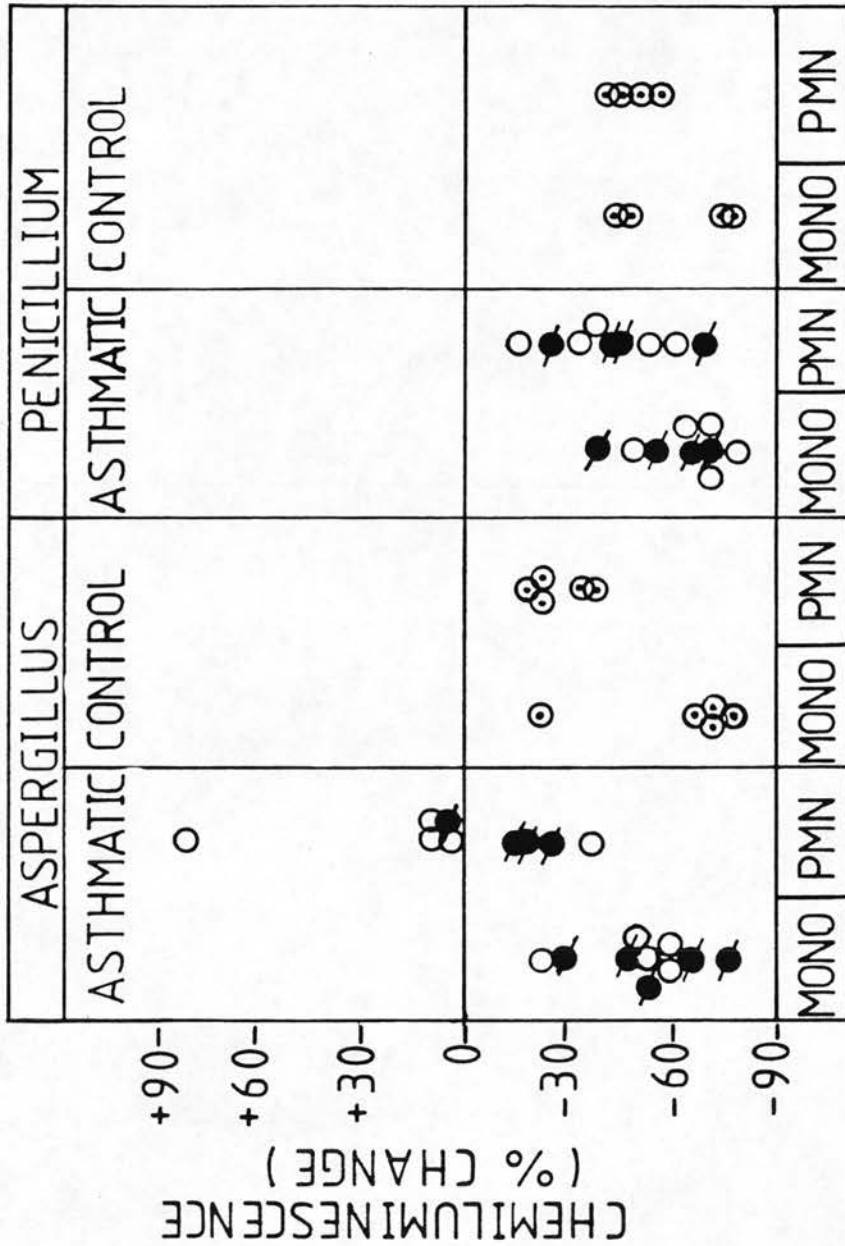 ASPERGILLUS PENICILLIUM
ASTHMATIC CONTROL ASTHMATIC CONTROL
+90-
+60-
+30-
0
-30-
-60-
-90-
CHEMILUMINESCENCE
(% CHANGE)
MONO PMN MONO PMN MONO PMN MONO PMN